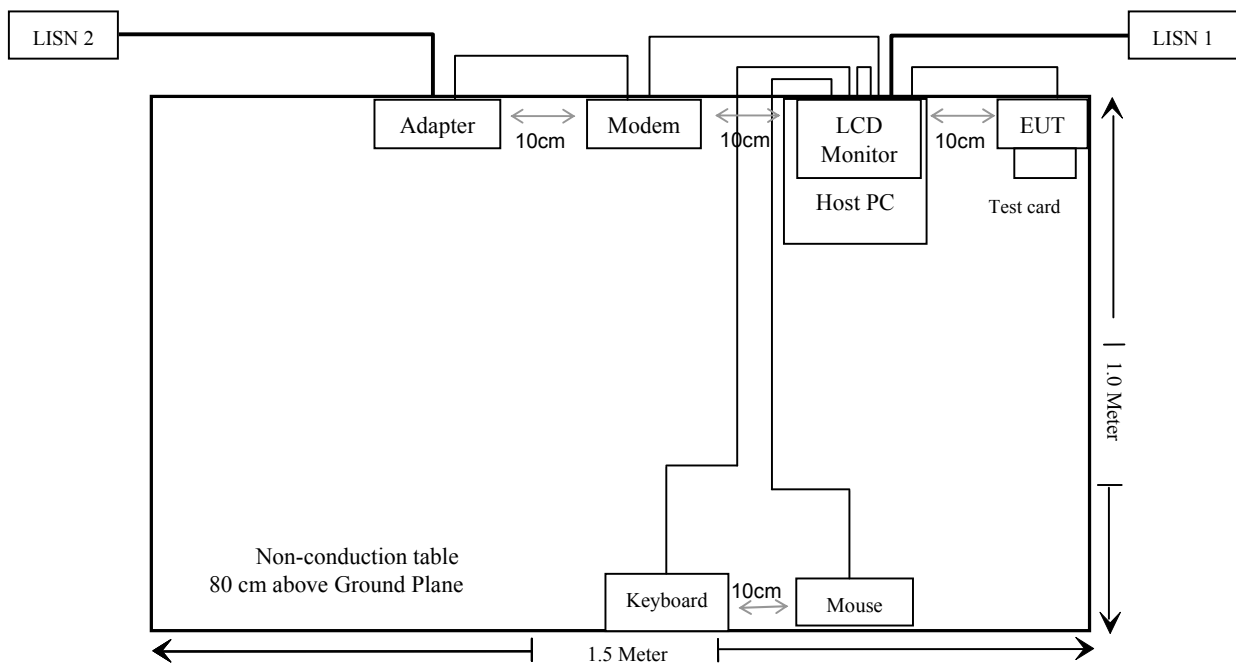 LISN 2
LISN 1
Adapter
10cm
Modem
10cm
LCD
Monitor
10cm
EUT
Host PC
Test card
1.0 Meter
Non-conduction table
80 cm above Ground Plane
Keyboard
10cm
Mouse
1.5 Meter